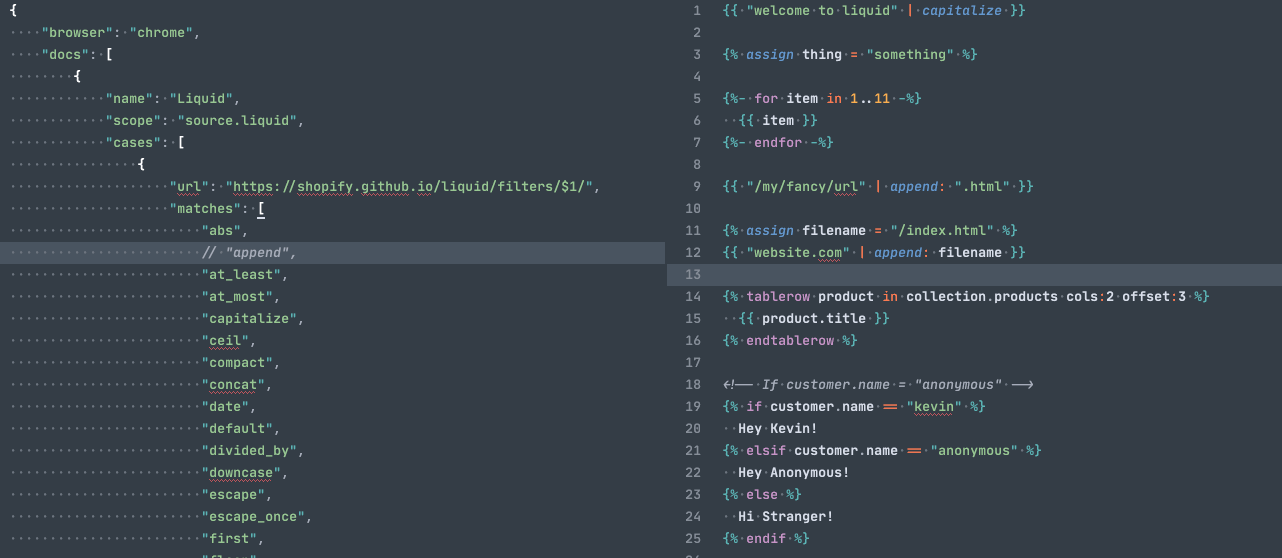 {
    "browser": "chrome",
    "docs": [
        {
            "name": "Liquid",
            "scope": "source.liquid",
            "cases": [
                {
                    "url": "https://shopify.github.io/liquid/filters/$1/",
                    "matches": [
                        "abs",
                        // "append",
                        "at_least",
                        "at_most",
                        "capitalize",
                        "ceil",
                        "compact",
                        "concat",
                        "date",
                        "default",
                        "divided_by",
                        "downcase",
                        "escape",
                        "escape_once",
                        "first",
1 {{ "welcome to liquid" | capitalize }}
2
3 {% assign thing = "something" %}
4
5 {%- for item in 1..11 -%}
6   {{ item }}
7 {%- endfor -%}
8
9 {{ "/my/fancy/url" | append: ".html" }}
10
11 {% assign filename = "/index.html" %}
12 {{ "website.com" | append: filename }}
13
14 {% tablerow product in collection.products cols:2 offset:3 %}
15   {{ product.title }}
16 {% endtablerow %}
17
18 <!-- If customer.name = "anonymous" -->
19 {% if customer.name == "kevin" %}
20   Hey Kevin!
21 {% elsif customer.name == "anonymous" %}
22   Hey Anonymous!
23 {% else %}
24   Hi Stranger!
25 {% endif %}